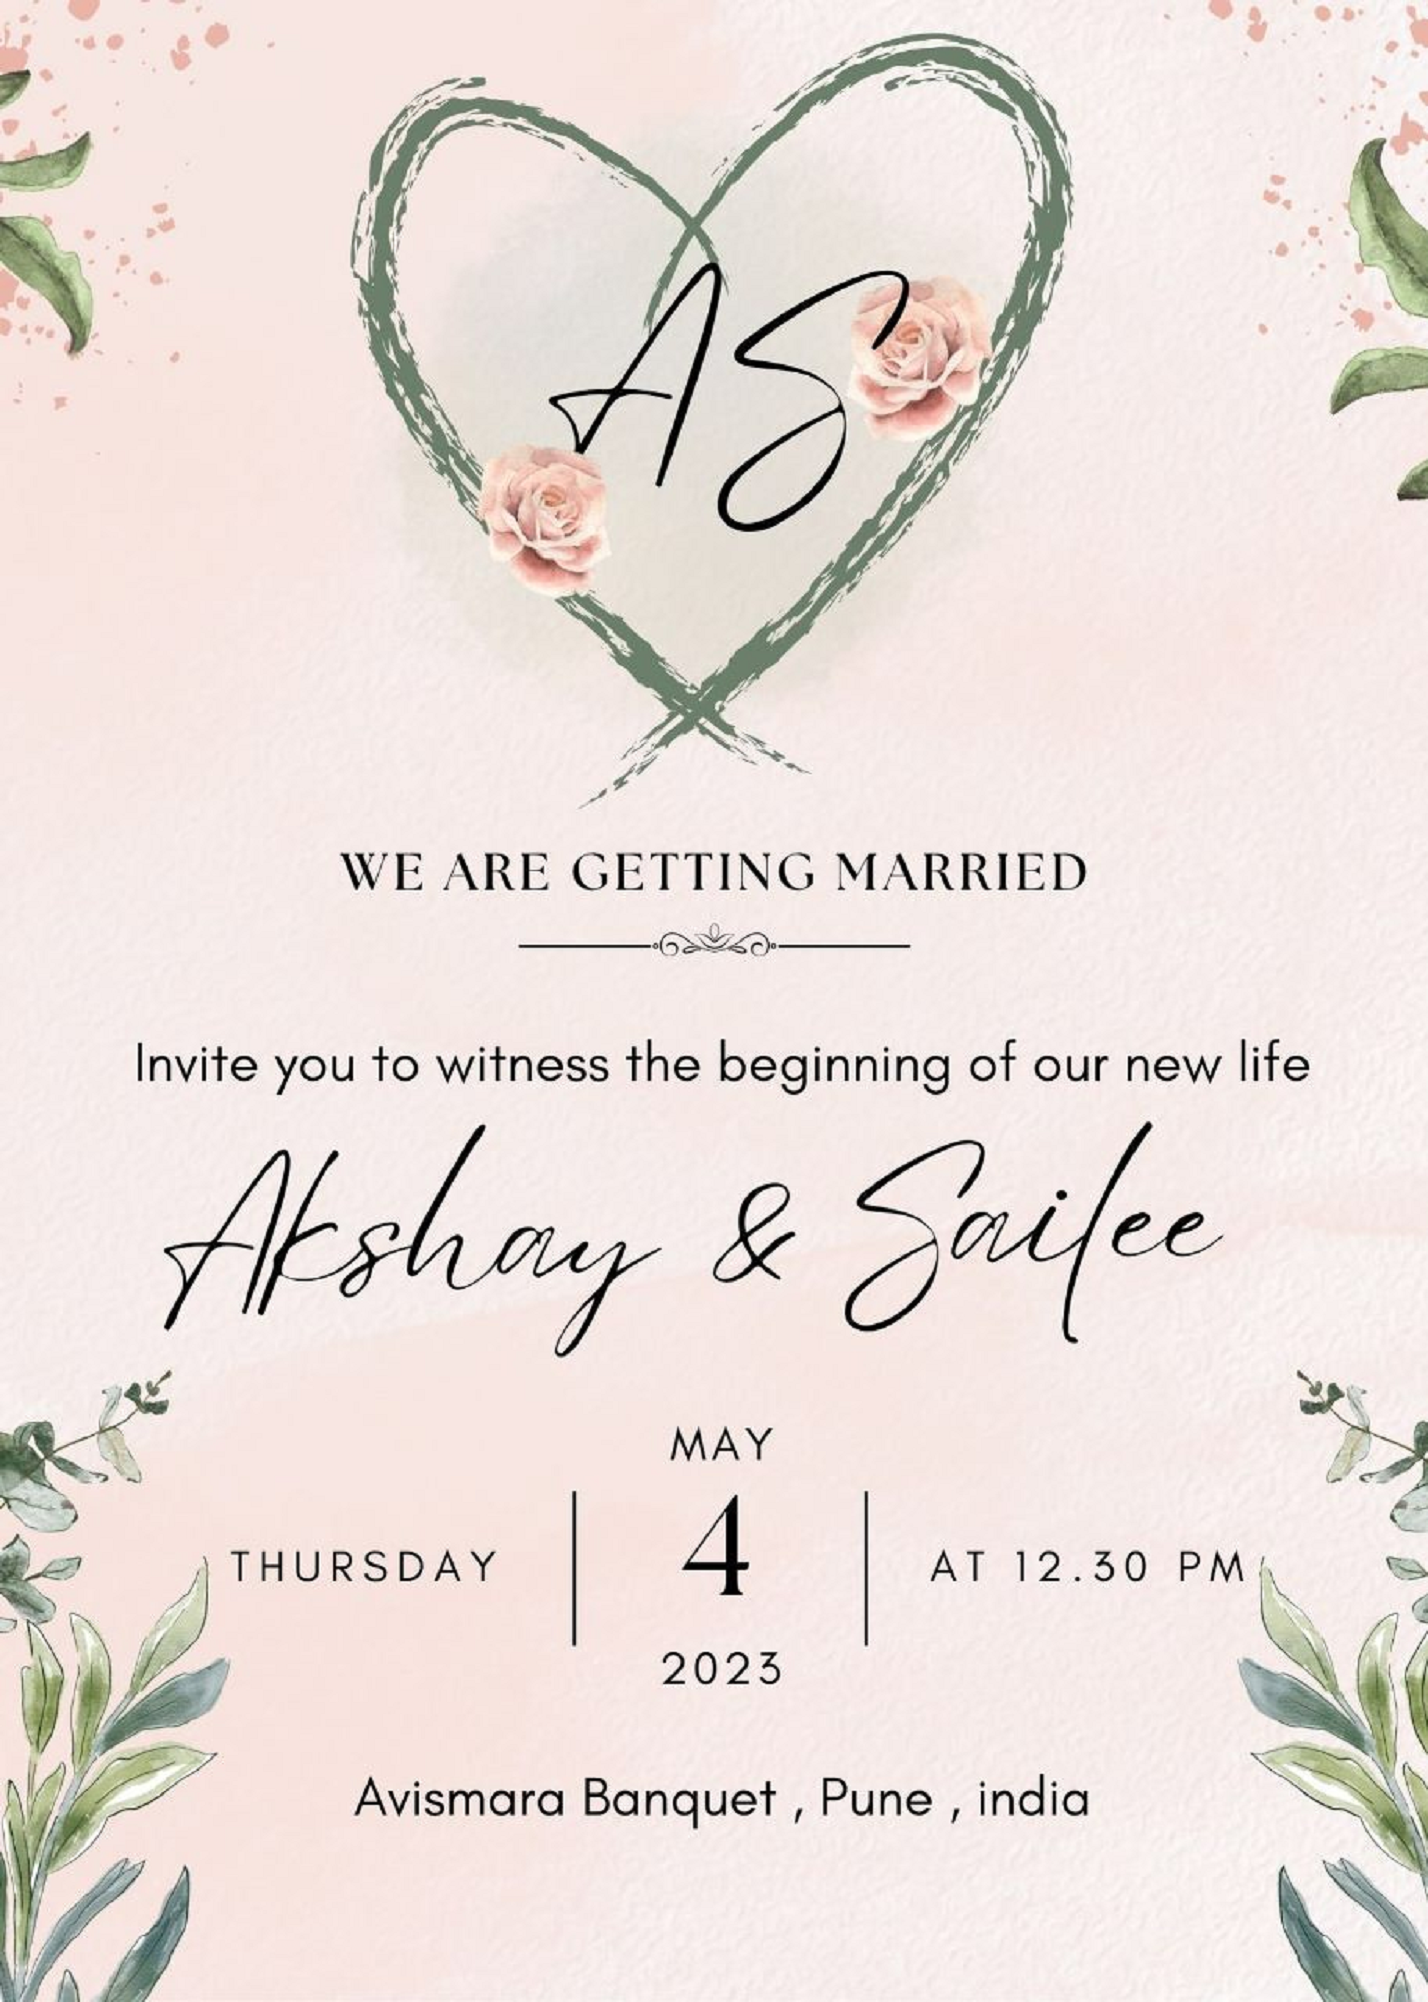 AS
WE ARE GETTING MARRIED
Invite you to witness the beginning of our new life
Akshay & Sailee
MAY
THURSDAY 4 AT 12.30 PM
2023
Avismara Banquet , Pune , india